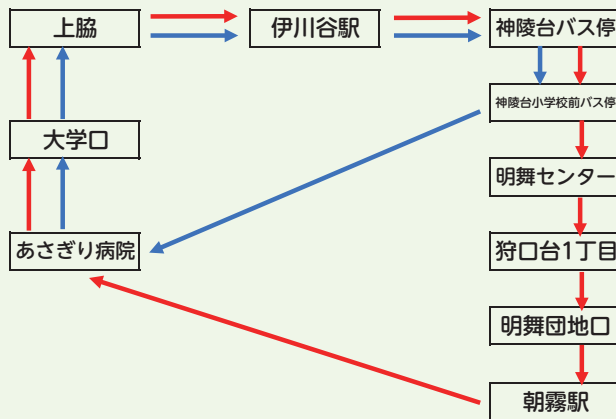 上脇
伊川谷駅
神陵台バス停
神陵台小学校前バス停
大学口
明舞センター
あさぎり病院
狩口台1丁目
明舞団地口
朝霧駅